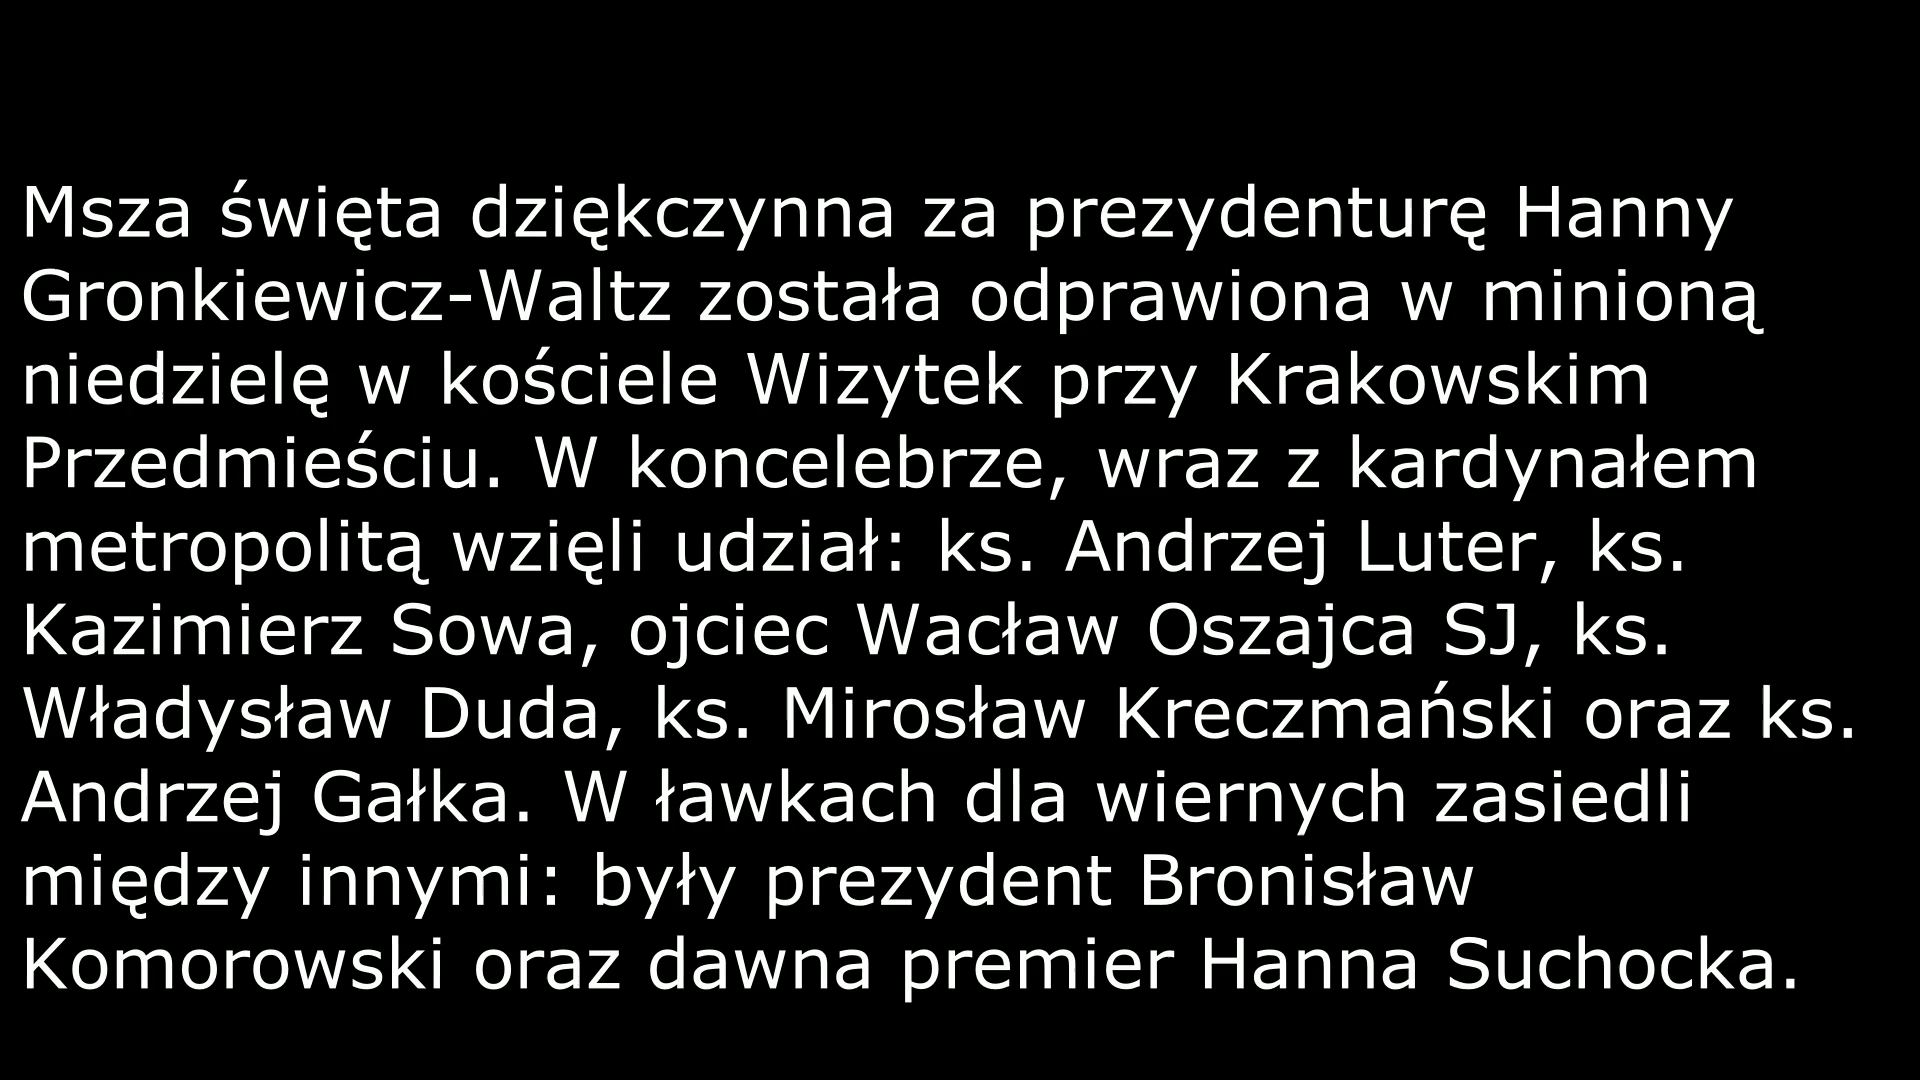 Msza święta dziękczynna za prezydenturę Hanny
Gronkiewicz-Waltz została odprawiona w minioną
niedzielę w kościele Wizytek przy Krakowskim
Przedmieściu. W koncelebrze, wraz z kardynałem
metropolitą wzięli udział: ks. Andrzej Luter, ks.
Kazimierz Sowa, ojciec Wacław Oszajca SJ, ks.
Władysław Duda, ks. Mirosław Kreczmański oraz ks.
Andrzej Gałka. W ławkach dla wiernych zasiedli
między innymi: były prezydent Bronisław
Komorowski oraz dawna premier Hanna Suchocka.